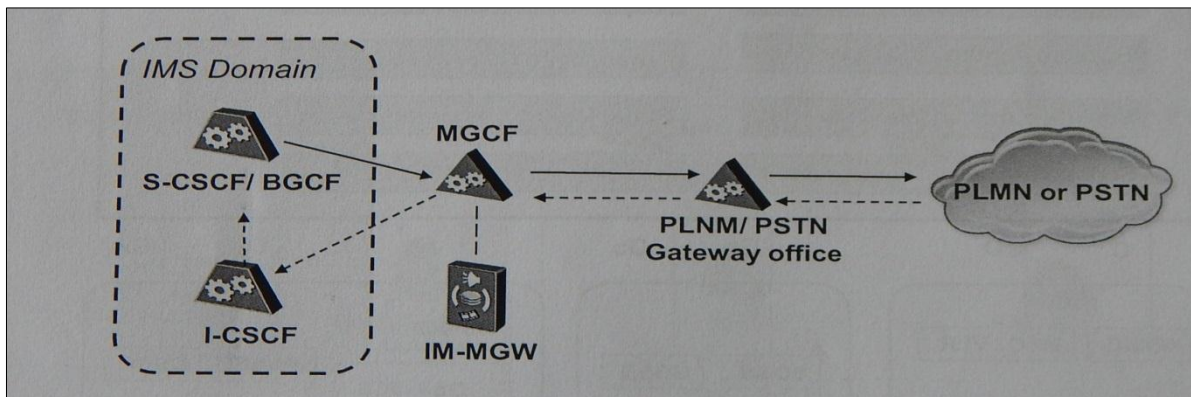 IMS Domain
MGCF
S-CSCF/ BGCF
PLMN or PSTN
PLNM/ PSTN
Gateway office
I-CSCF
IM-MGW